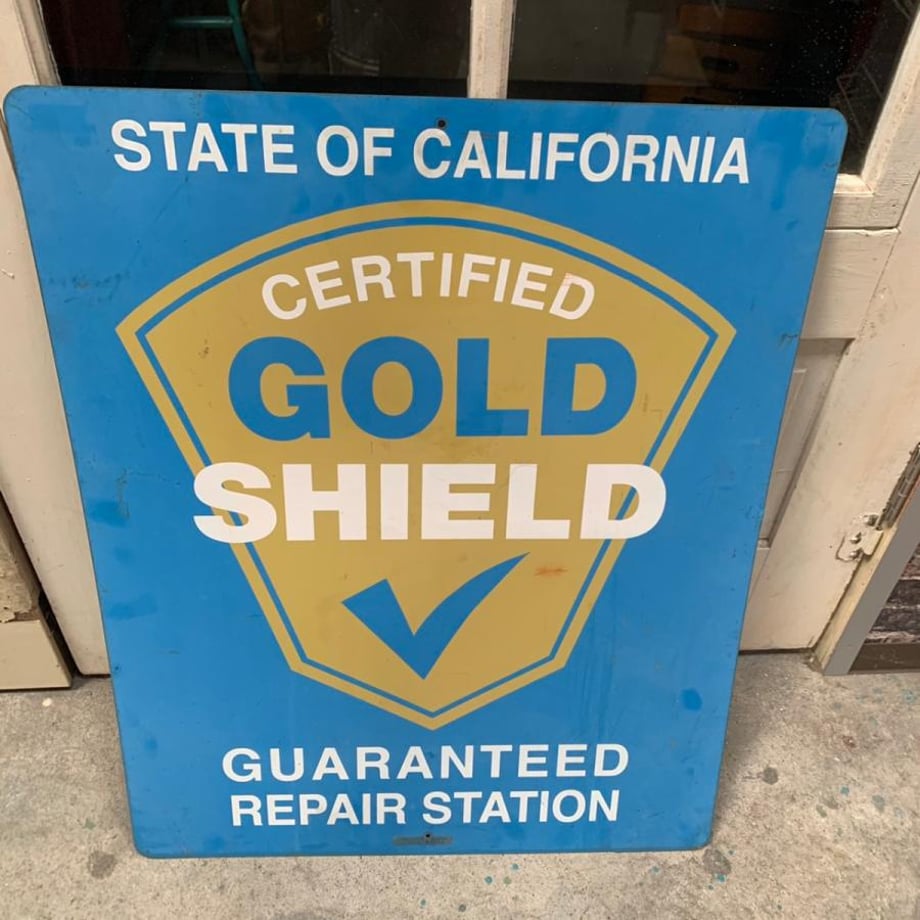 STATE OF CALIFORNIA
CERTIFIED
GOLD
SHIELD
GUARANTEED
REPAIR STATION